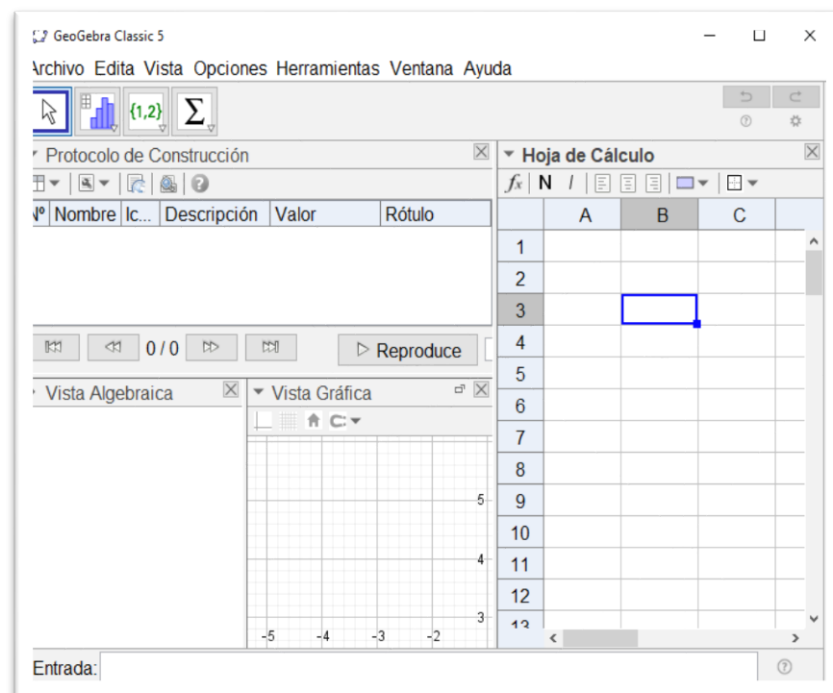 GeoGebra Classic 5
Archivo Edita Vista Opciones Herramientas Ventana Ayuda
{1,2} Σ
Protocolo de Construcción
Nº Nombre Ic... Descripción Valor Rótulo
0 / 0 Reproduce
Vista Algebraica
Vista Gráfica
5
4
3
-5 -4 -3 -2
Hoja de Cálculo
fx N I
A B C
1
2
3
4
5
6
7
8
9
10
11
12
13
Entrada: